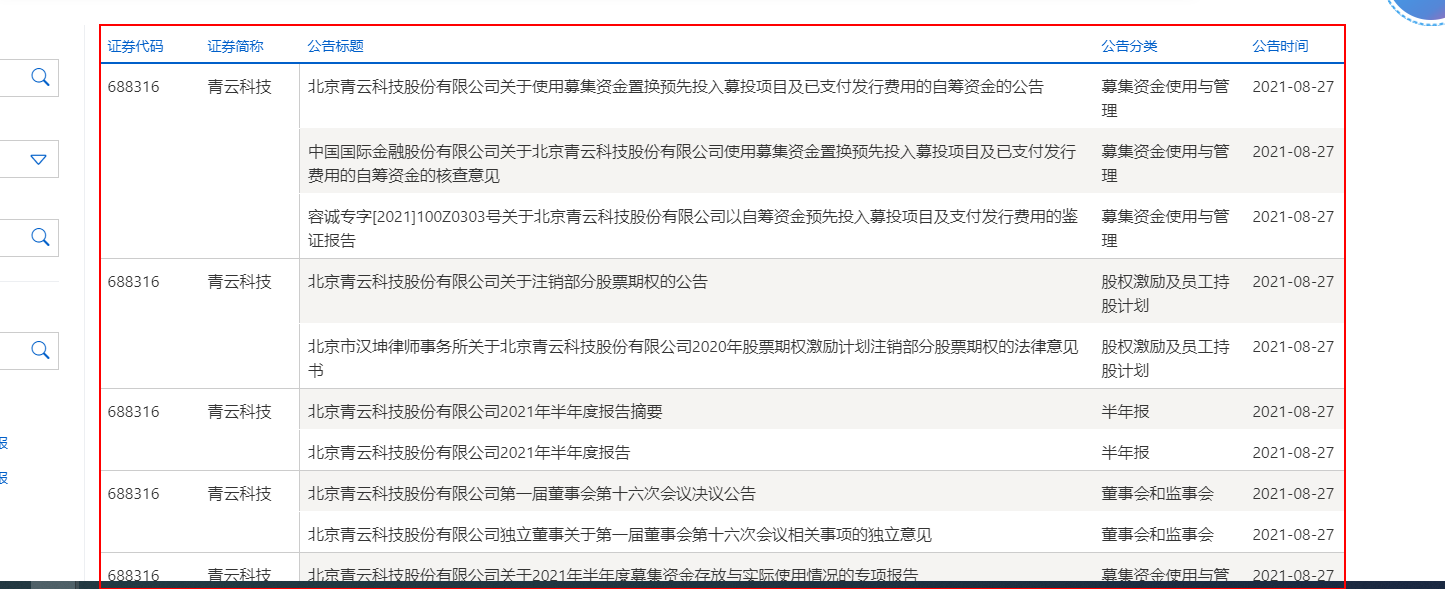 证券代码 证券简称 公告标题 公告分类 公告时间
688316 青云科技 北京青云科技股份有限公司关于使用募集资金置换预先投入募投项目及已支付发行费用的自筹资金的公告 募集资金使用与管 2021-08-27
理
中国国际金融股份有限公司关于北京青云科技股份有限公司使用募集资金置换预先投入募投项目及已支付发行 募集资金使用与管 2021-08-27
费用的自筹资金的核查意见 理
容诚专字[2021]100Z0303号关于北京青云科技股份有限公司以自筹资金预先投入募投项目及支付发行费用的鉴 募集资金使用与管 2021-08-27
证报告 理
688316 青云科技 北京青云科技股份有限公司关于注销部分股票期权的公告 股权激励及员工持 2021-08-27
股计划
北京市汉坤律师事务所关于北京青云科技股份有限公司2020年股票期权激励计划注销部分股票期权的法律意见 股权激励及员工持 2021-08-27
书 股计划
688316 青云科技 北京青云科技股份有限公司2021年半年度报告摘要 半年报 2021-08-27
报
北京青云科技股份有限公司2021年半年度报告 半年报 2021-08-27
报
688316 青云科技 北京青云科技股份有限公司第一届董事会第十六次会议决议公告 董事会和监事会 2021-08-27
北京青云科技股份有限公司独立董事关于第一届董事会第十六次会议相关事项的独立意见 董事会和监事会 2021-08-27
688316 青云科技 北京青云科技股份有限公司关于2021年半年度募集资金存放与实际使用情况的专项报告 募集资金使用与管 2021-08-27